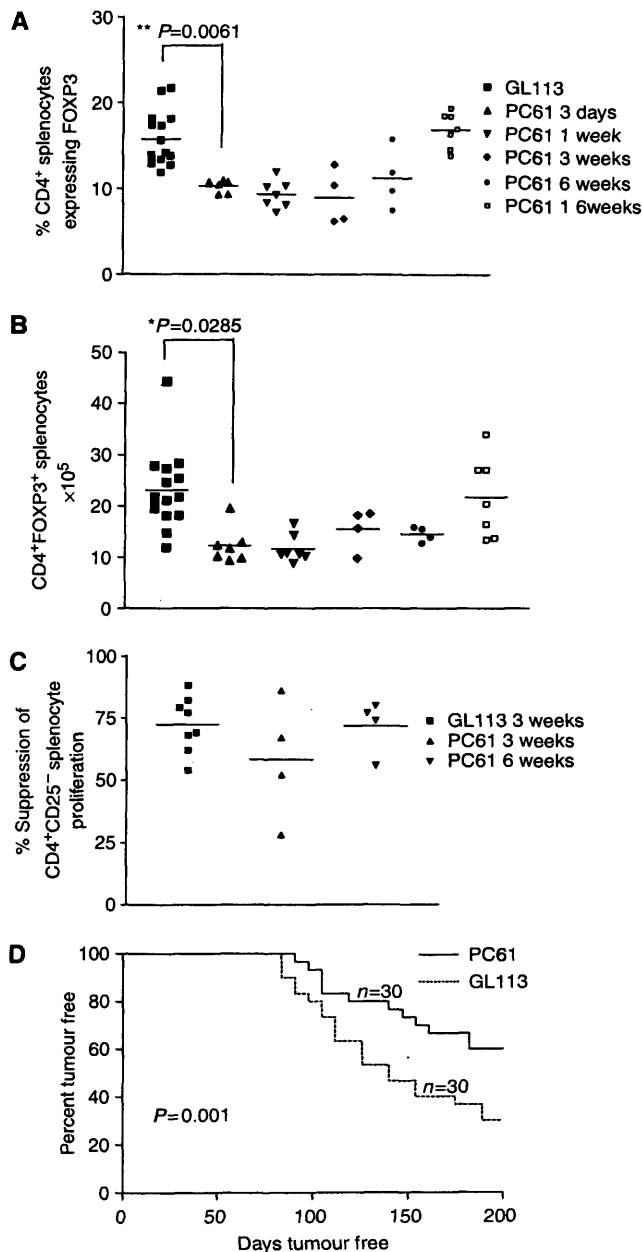 A
** P=0.0061
30
20
10
0
% CD4+ splenocytes
expressing FOXP3
■ GL113
▲ PC61 3 days
▼ PC61 1 week
◆ PC61 3 weeks
• PC61 6 weeks
□ PC61 1 6weeks
B
*P=0.0285
50
40
30
20
10
0
CD4+FOXP3+ splenocytes
×10⁵
C
100
75
50
25
0
% Suppression of
CD4+CD25− splenocyte
proliferation
■ GL113 3 weeks
▲ PC61 3 weeks
▼ PC61 6 weeks
D
100
80
60
40
20
0
Percent tumour free
PC61
GL113
n=30
n=30
P=0.001
0 50 100 150 200
Days tumour free